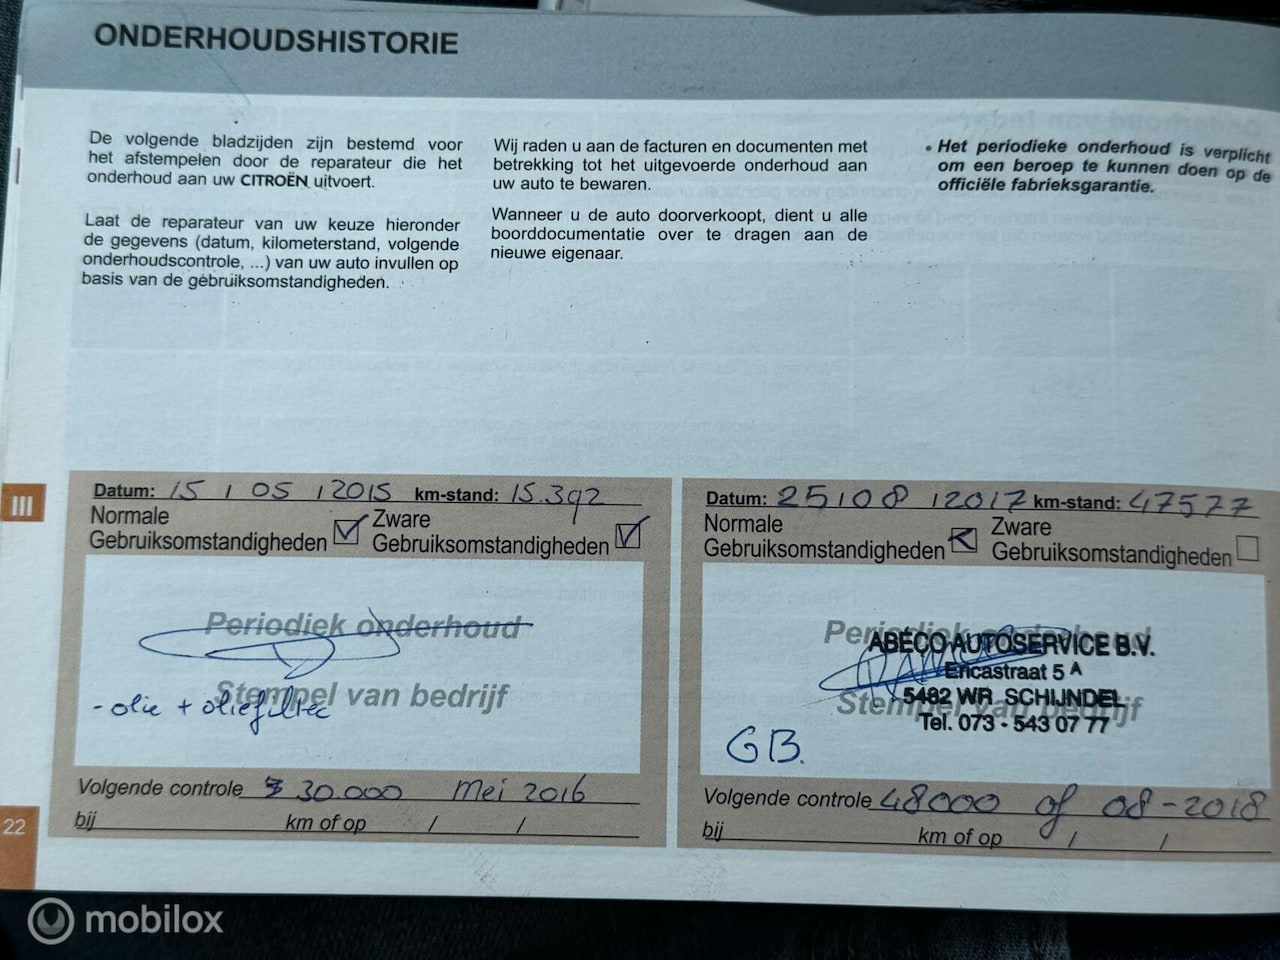 ONDERHOUDSHISTORIE
De volgende bladzijden zijn bestemd voor
het afstempelen door de reparateur die het
onderhoud aan uw CITROËN uitvoert.
Laat de reparateur van uw keuze hieronder
de gegevens (datum, kilometerstand, volgende
onderhoudscontrole, ...) van uw auto invullen op
basis van de gebruiksomstandigheden.
Wij raden u aan de facturen en documenten met
betrekking tot het uitgevoerde onderhoud aan
uw auto te bewaren.
Wanneer u de auto doorverkoopt, dient u alle
boorddocumentatie over te dragen aan de
nieuwe eigenaar.
• Het periodieke onderhoud is verplicht
om een beroep te kunnen doen op de
officiële fabrieksgarantie.
III
Datum: 15 / 05 / 2015 km-stand: 15.392
Normale
Gebruiksomstandigheden
Zware
Gebruiksomstandigheden
Periodiek onderhoud
Stempel van bedrijf
- olie + oliefilter
Volgende controle 30.000 mei 2016
bij km of op / /
Datum: 25 / 08 / 2017 km-stand: 47577
Normale
Gebruiksomstandigheden
Zware
Gebruiksomstandigheden
Periodiek onderhoud
ABECO AUTOSERVICE B.V.
Encastraat 5 A
Stempel van bedrijf
5482 WR SCHIJNDEL
Tel. 073 - 543 07 77
GB.
Volgende controle 48000 of 08-2018
bij km of op / /
22
mobilox